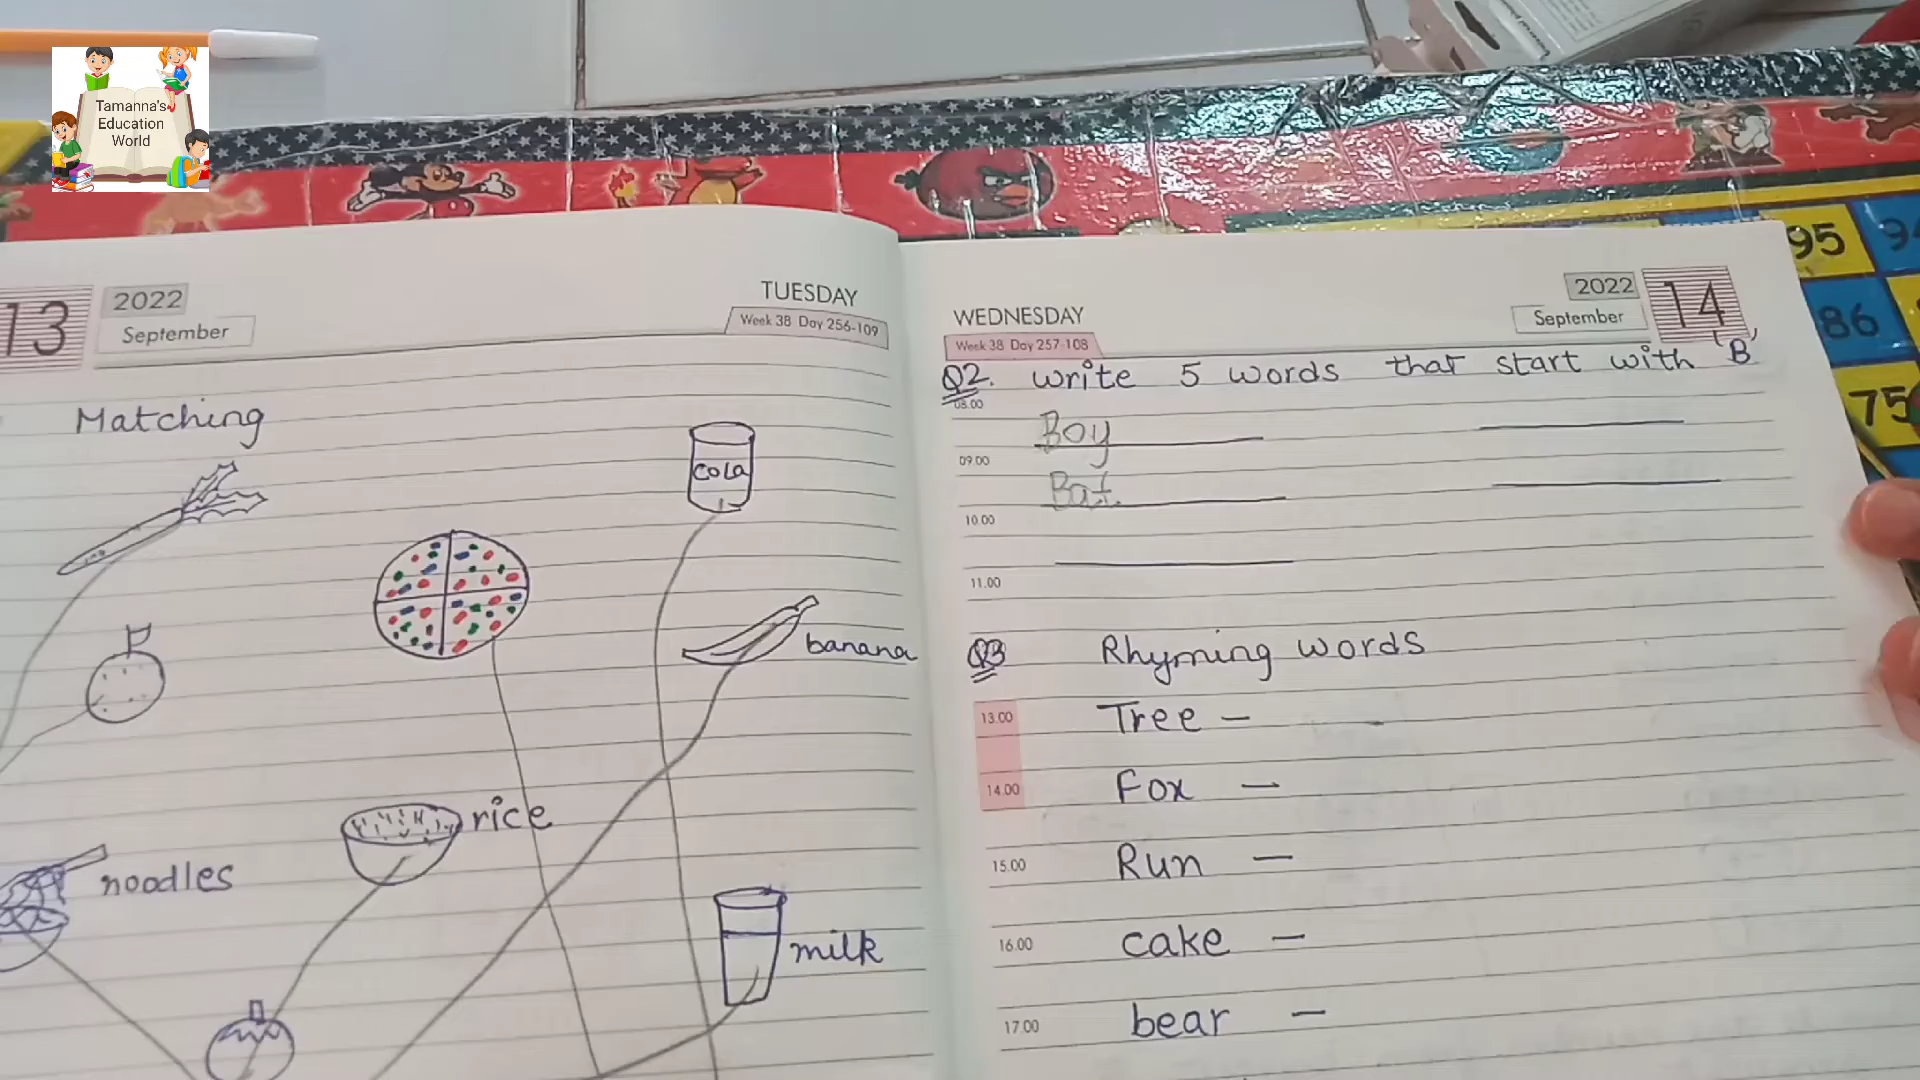 Tamanna's
Education
World
13
2022
September
TUESDAY
Week 38 Day 256-109
Matching
cola
banana
rice
noodles
milk
WEDNESDAY
Week 38 Day 257-108
2022
September
14
Q2. Write 5 words that start with 'B'
08.00
Boy
09.00
Bat.
10.00
11.00
Q3 Rhyming words
13.00 Tree –
14.00 Fox –
15.00 Run –
16.00 cake –
17.00 bear –
95
94
86
75